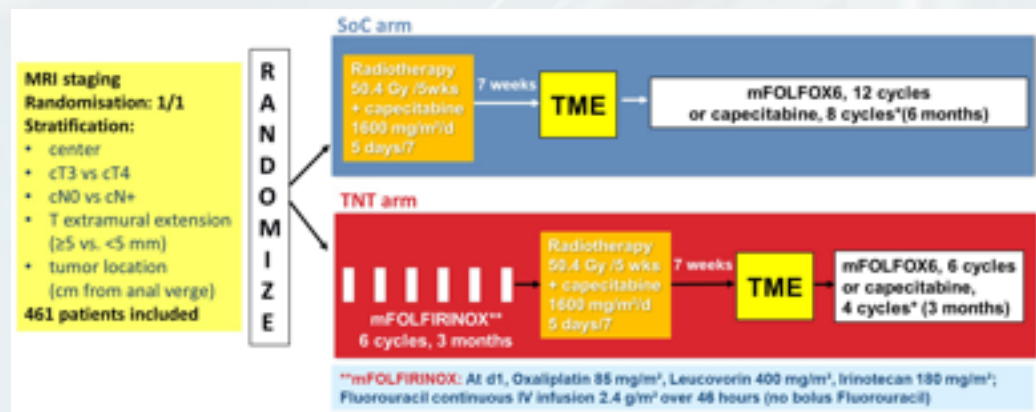 SoC arm
MRI staging
Randomisation: 1/1
Stratification:
• center
• cT3 vs cT4
• cN0 vs cN+
• T extramural extension
(≥5 vs. <5 mm)
• tumor location
(cm from anal verge)
461 patients included
RANDOMIZE
Radiotherapy
50.4 Gy /5wks
+ capecitabine
1600 mg/m²/d
5 days/7
7 weeks
TME
mFOLFOX6, 12 cycles
or capecitabine, 8 cycles*(6 months)
TNT arm
mFOLFIRINOX**
6 cycles, 3 months
Radiotherapy
50.4 Gy /5 wks
+ capecitabine
1600 mg/m²/d
5 days/7
7 weeks
TME
mFOLFOX6, 6 cycles
or capecitabine,
4 cycles* (3 months)
**mFOLFIRINOX: At d1, Oxaliplatin 85 mg/m², Leucovorin 400 mg/m², Irinotecan 180 mg/m²;
Fluorouracil continuous IV infusion 2.4 g/m² over 46 hours (no bolus Fluorouracil)